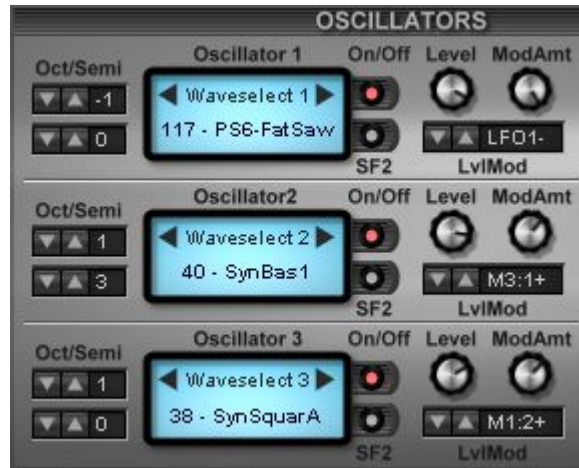 OSCILLATORS
Oct/Semi
-1
0
Oscillator 1
Waveselect 1
117 - PS6-FatSaw
On/Off
SF2
Level ModAmt
LFO1-
LvlMod
Oct/Semi
1
3
Oscillator2
Waveselect 2
40 - SynBas1
On/Off
SF2
Level ModAmt
M3:1+
LvlMod
Oct/Semi
1
0
Oscillator 3
Waveselect 3
38 - SynSquarA
On/Off
SF2
Level ModAmt
M1:2+
LvlMod